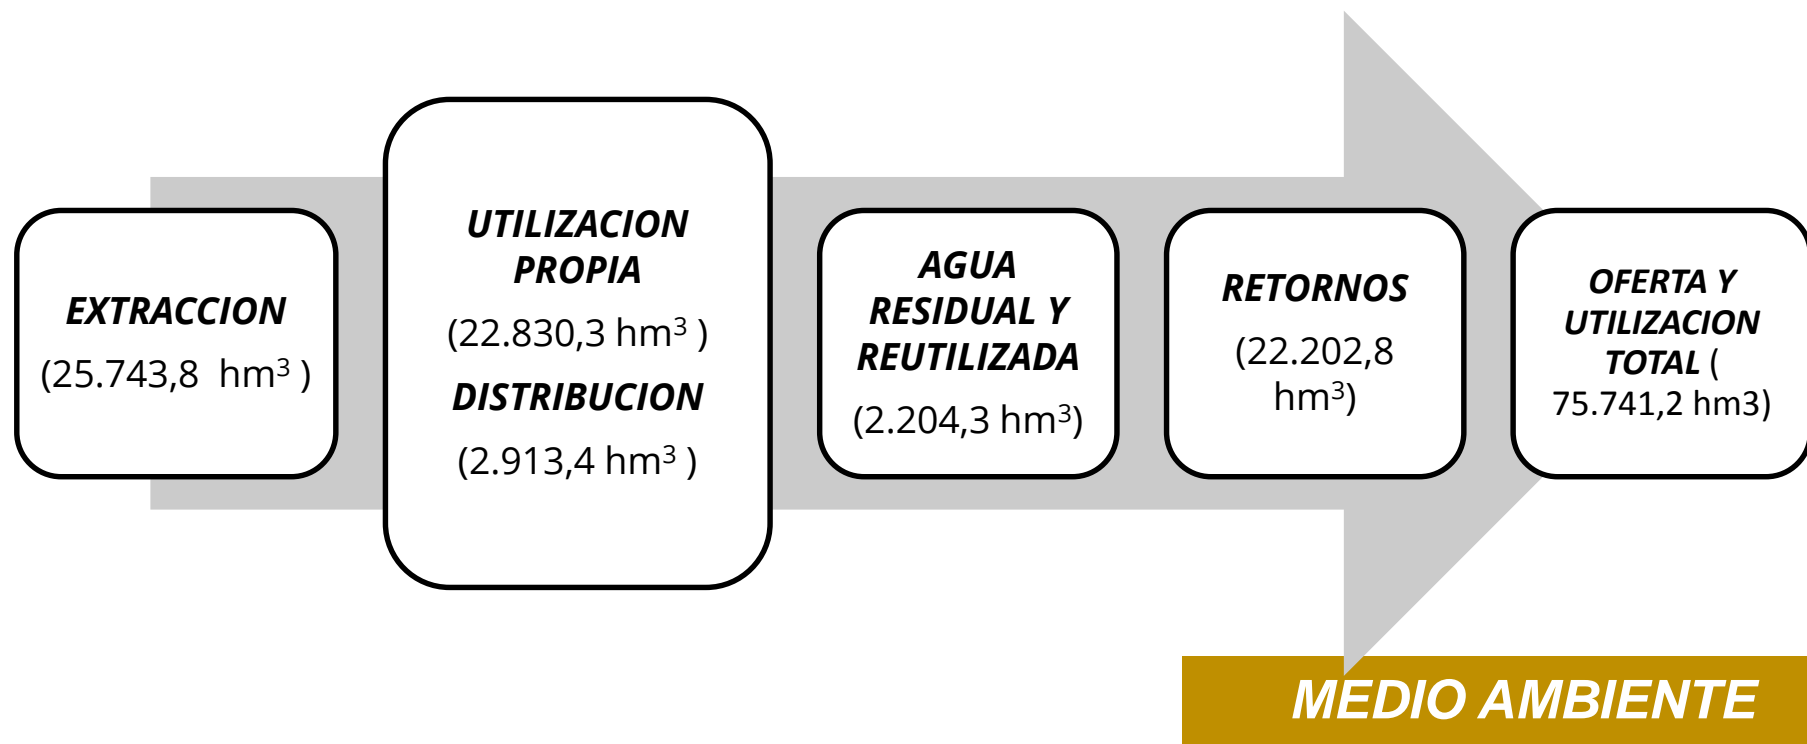 EXTRACCION
(25.743,8 hm³ )
UTILIZACION
PROPIA
(22.830,3 hm³ )
DISTRIBUCION
(2.913,4 hm³ )
AGUA
RESIDUAL Y
REUTILIZADA
(2.204,3 hm³)
RETORNOS
(22.202,8
hm³)
OFERTA Y
UTILIZACION
TOTAL (
75.741,2 hm3)
MEDIO AMBIENTE